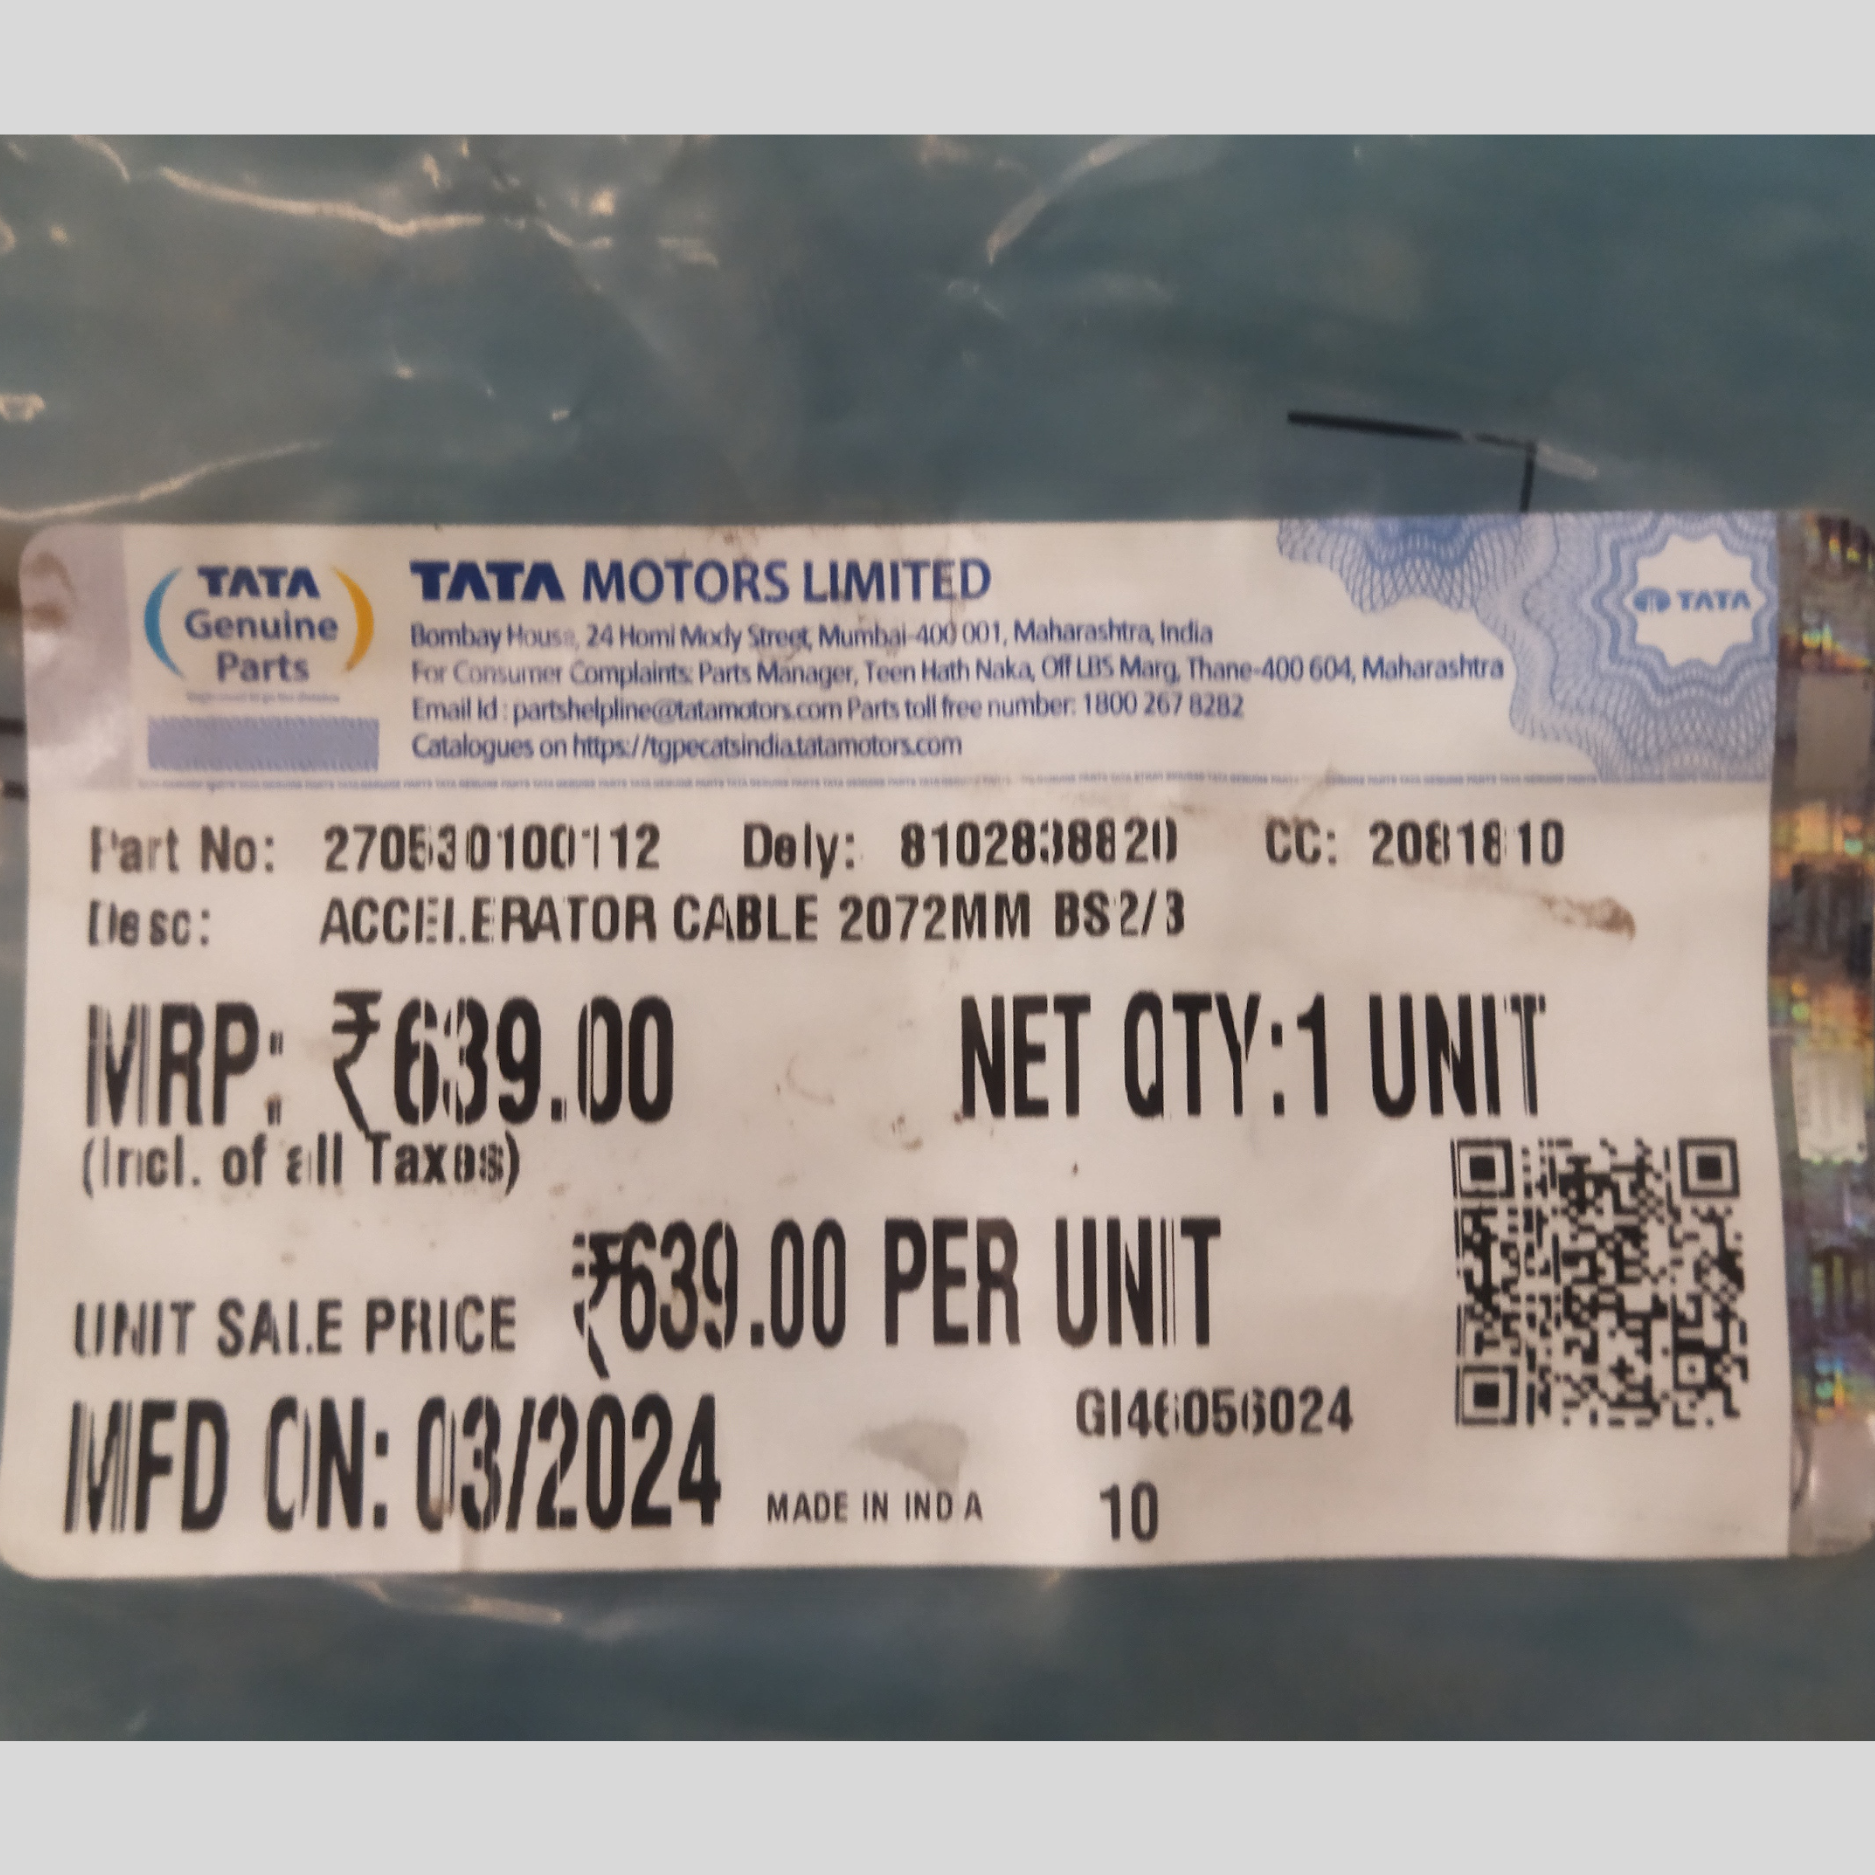 TATA
Genuine
Parts
TATA MOTORS LIMITED
Bombay House, 24 Homi Mody Street, Mumbai-400 001, Maharashtra, India
For Consumer Complaints: Parts Manager, Teen Hath Naka, Off LBS Marg, Thane-400 604, Maharashtra
Email Id : partshelpline@tatamotors.com Parts toll free number: 1800 267 8282
Catalogues on https://tgpecatsindia.tatamotors.com
TATA
Part No: 270530100112 Dely: 8102838820 CC: 2081810
Desc: ACCELERATOR CABLE 2072MM BS2/3
MRP: ₹639.00 NET QTY:1 UNIT
(Incl. of all Taxes)
UNIT SALE PRICE ₹639.00 PER UNIT
MFD ON: 03/2024 MADE IN INDIA
GI46056024
10